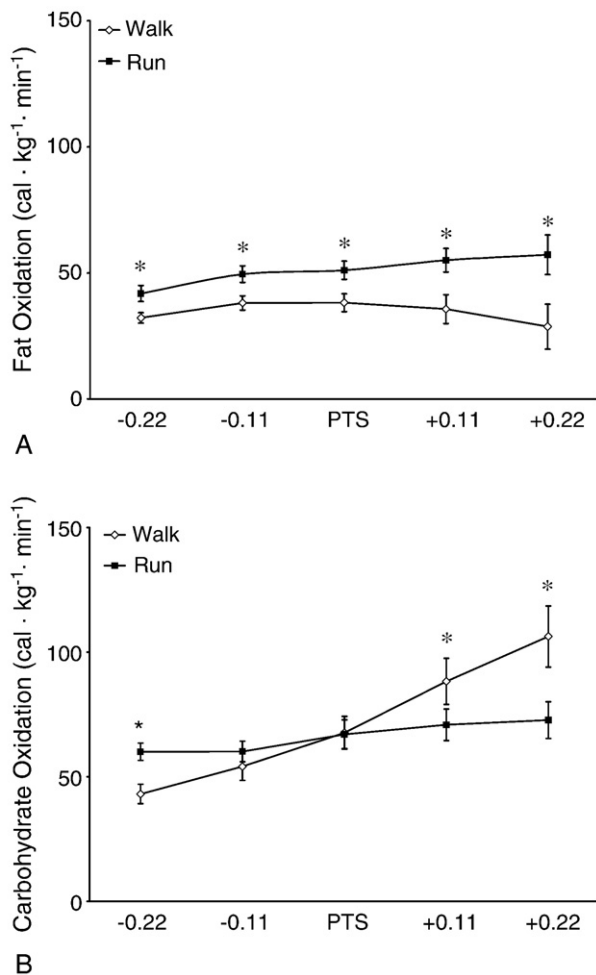 150
Walk
Run
100
50
0
Fat Oxidation (cal · kg⁻¹· min⁻¹)
*
*
*
*
*
-0.22 -0.11 PTS +0.11 +0.22
A
150
Walk
Run
100
50
0
Carbohydrate Oxidation (cal · kg⁻¹· min⁻¹)
*
*
*
-0.22 -0.11 PTS +0.11 +0.22
B